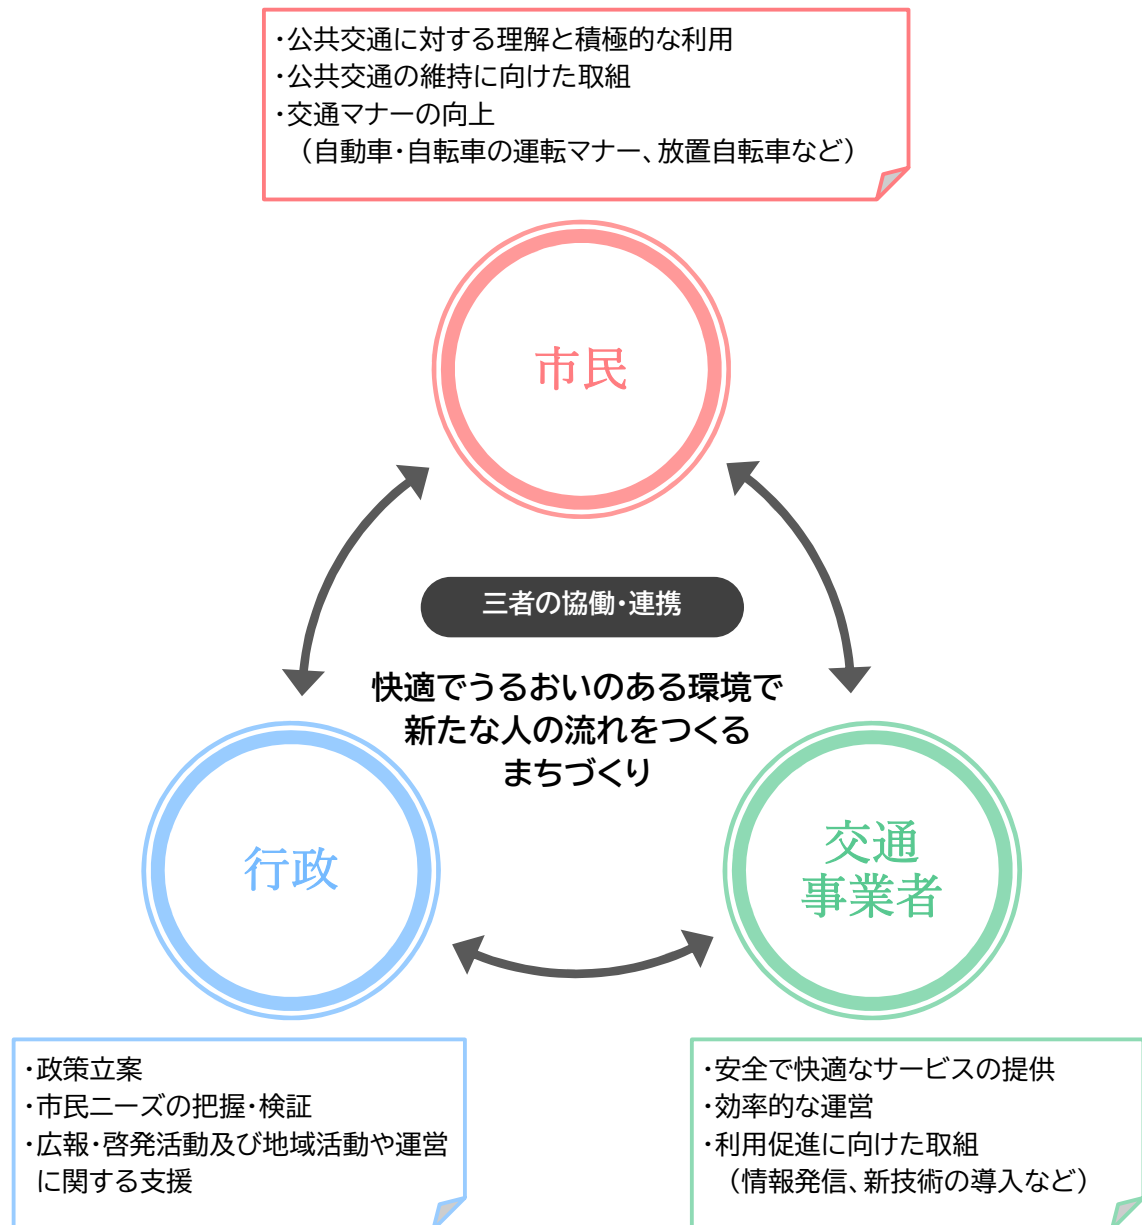 ・公共交通に対する理解と積極的な利用
・公共交通の維持に向けた取組
・交通マナーの向上
（自動車・自転車の運転マナー、放置自転車など）
市民
三者の協働・連携
快適でうるおいのある環境で
新たな人の流れをつくる
まちづくり
行政
交通
事業者
・政策立案
・市民ニーズの把握・検証
・広報・啓発活動及び地域活動や運営
に関する支援
・安全で快適なサービスの提供
・効率的な運営
・利用促進に向けた取組
（情報発信、新技術の導入など）